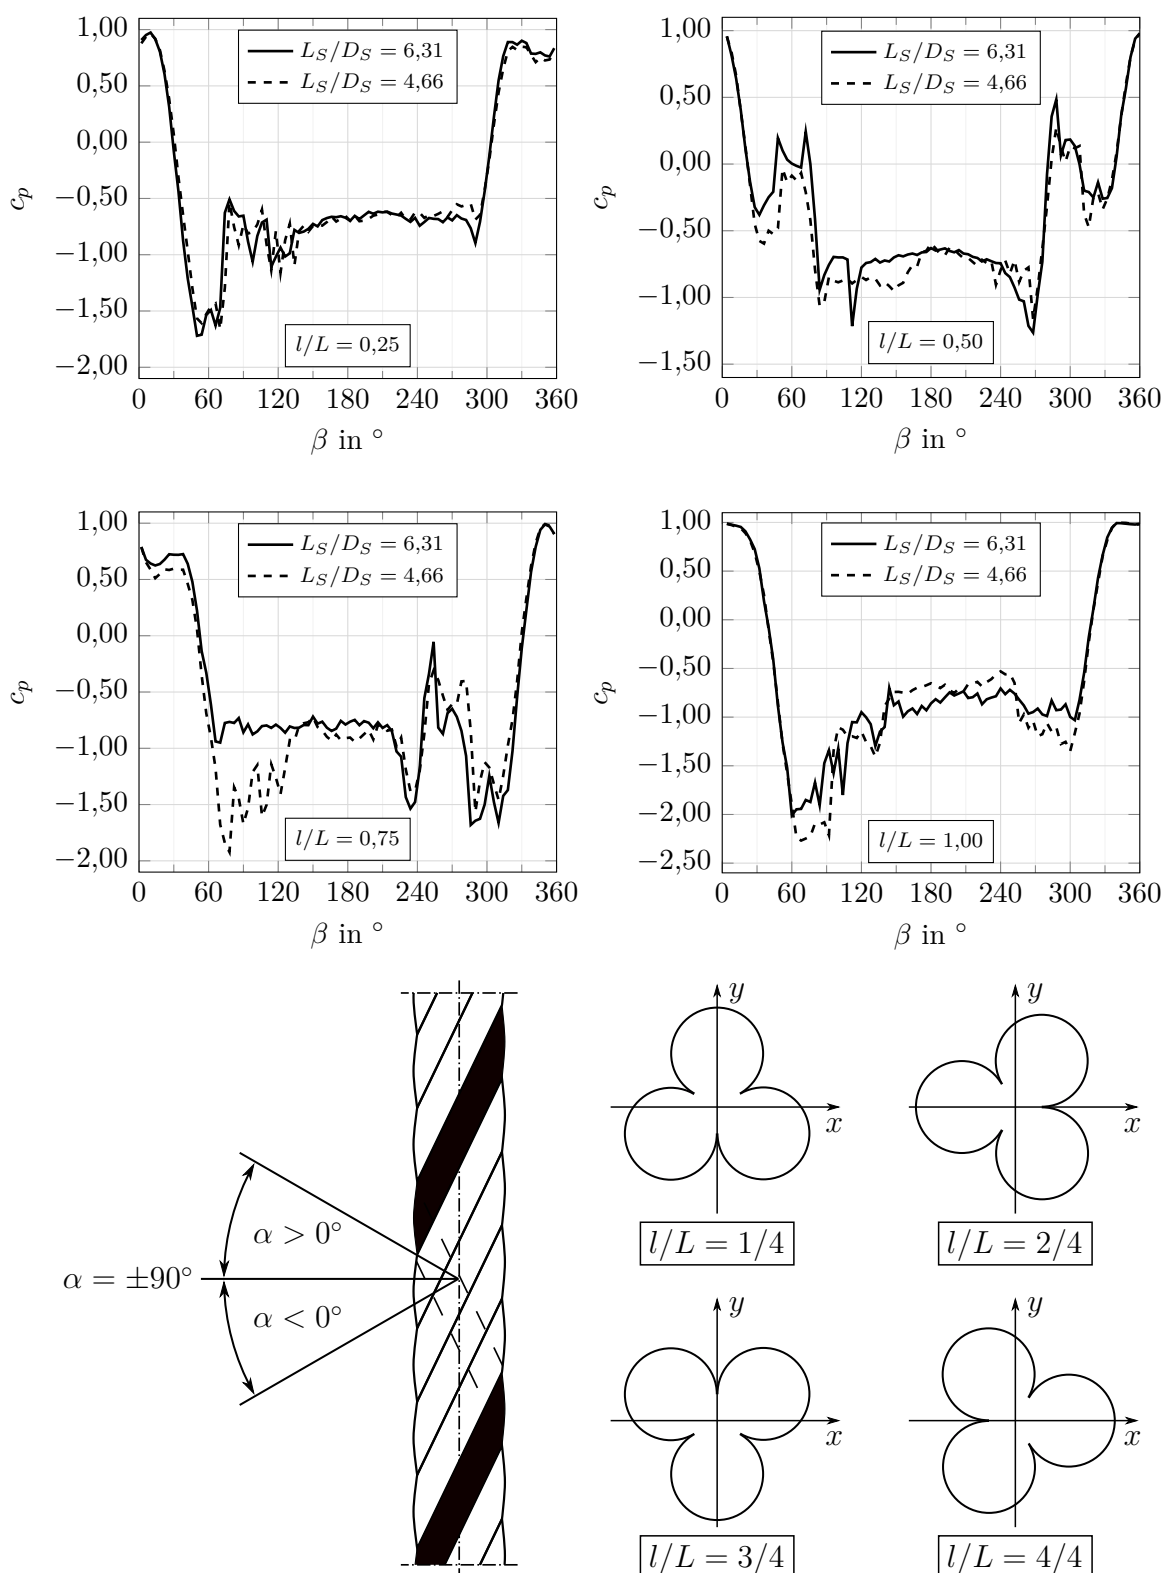 1,00
0,50
0,00
−0,50
−1,00
−1,50
−2,00
c_p
L_S/D_S = 6,31
L_S/D_S = 4,66
l/L = 0,25
0 60 120 180 240 300 360
β in °
1,00
0,50
0,00
−0,50
−1,00
−1,50
c_p
L_S/D_S = 6,31
L_S/D_S = 4,66
l/L = 0,50
0 60 120 180 240 300 360
β in °
1,00
0,50
0,00
−0,50
−1,00
−1,50
−2,00
c_p
L_S/D_S = 6,31
L_S/D_S = 4,66
l/L = 0,75
0 60 120 180 240 300 360
β in °
1,00
0,50
0,00
−0,50
−1,00
−1,50
−2,00
−2,50
c_p
L_S/D_S = 6,31
L_S/D_S = 4,66
l/L = 1,00
0 60 120 180 240 300 360
β in °
α > 0°
α = ±90°
α < 0°
y
x
l/L = 1/4
y
x
l/L = 2/4
y
x
l/L = 3/4
y
x
l/L = 4/4